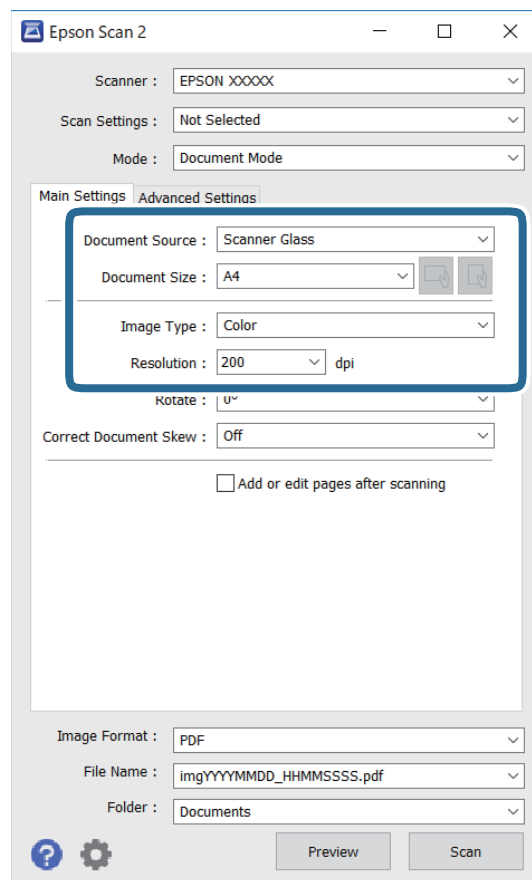 Epson Scan 2
Scanner : EPSON XXXXX
Scan Settings : Not Selected
Mode : Document Mode
Main Settings Advanced Settings
Document Source : Scanner Glass
Document Size : A4
Image Type : Color
Resolution : 200 dpi
Rotate : 0°
Correct Document Skew : Off
Add or edit pages after scanning
Image Format : PDF
File Name : imgYYYYMMDD_HHMMSSSS.pdf
Folder : Documents
? Preview Scan